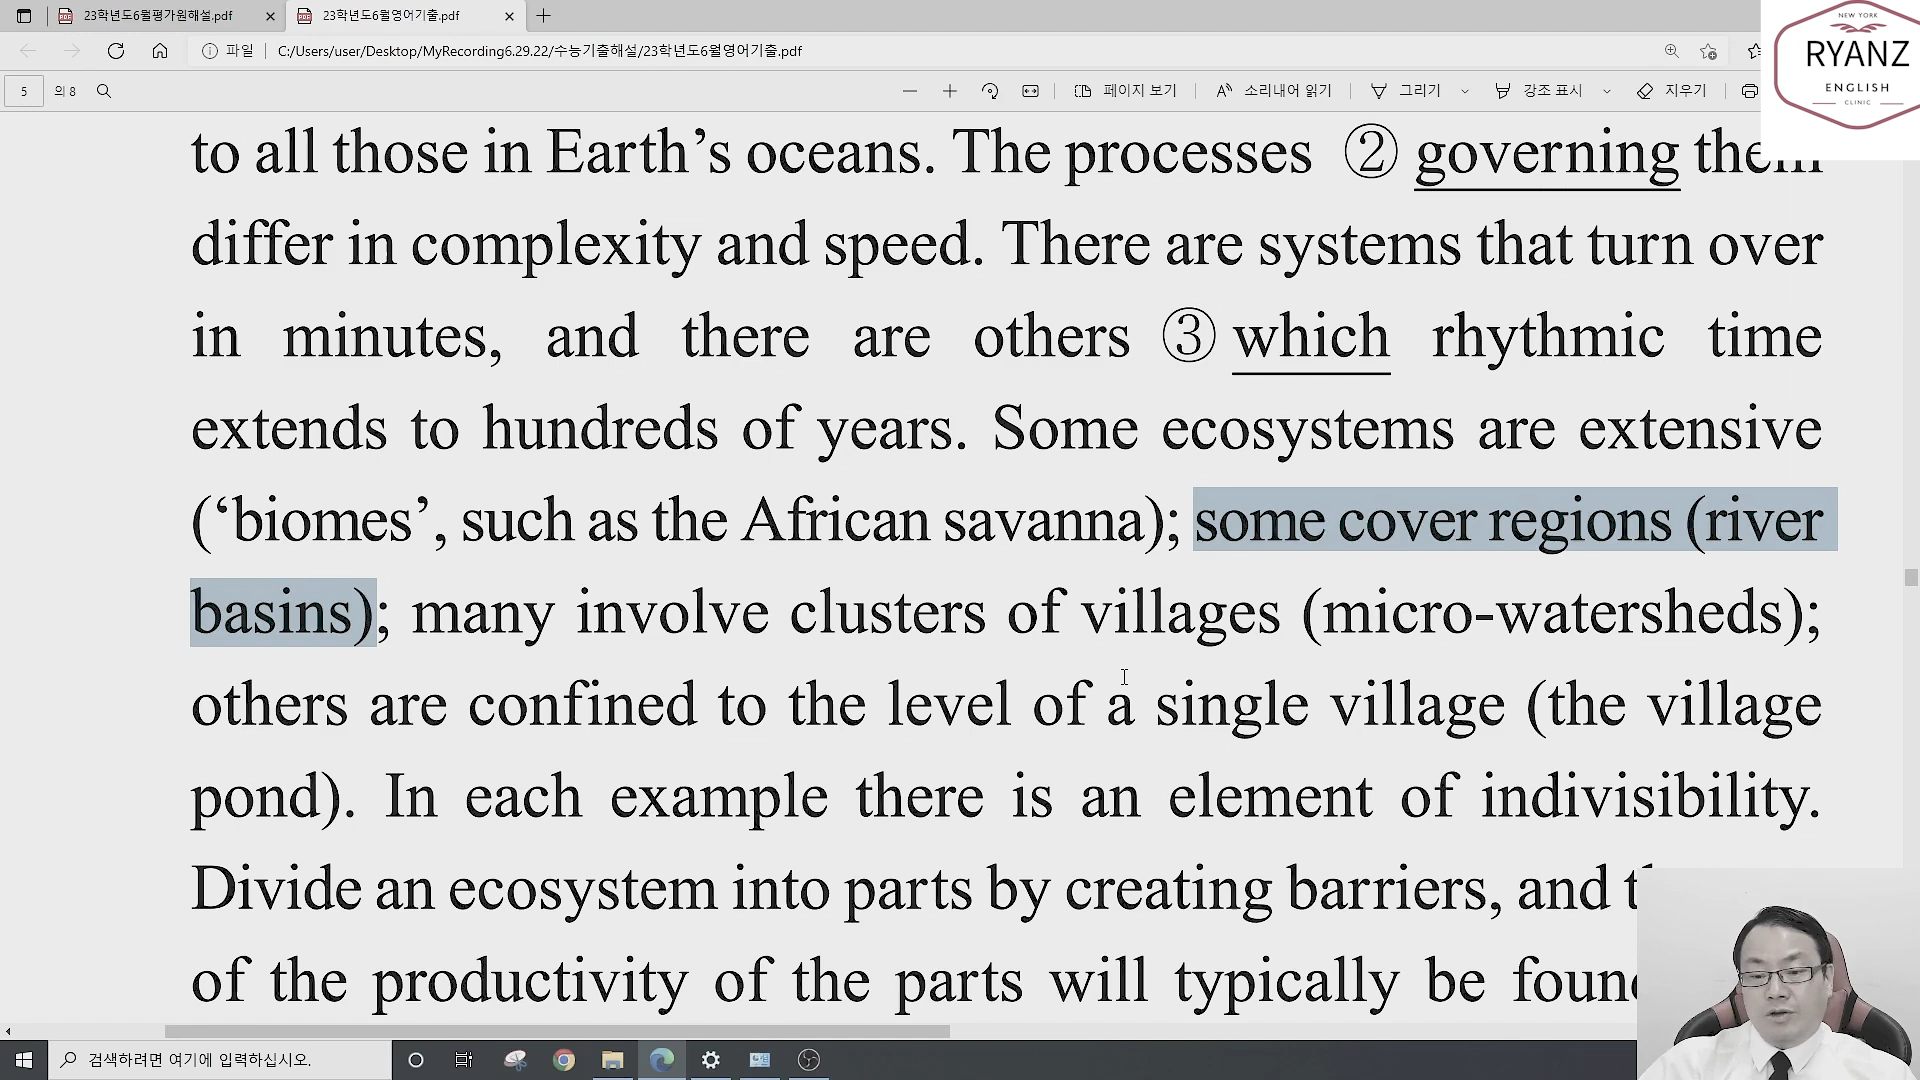 23학년도6월평가원해설.pdf
23학년도6월영어기출.pdf
파일
C:/Users/user/Desktop/MyRecording6.29.22/수능기출해설/23학년도6월영어기출.pdf
5 의 8
페이지 보기
소리내어 읽기
그리기
강조 표시
지우기
NEW YORK
RYANZ
ENGLISH
CLINIC
to all those in Earth’s oceans. The processes ② governing them
differ in complexity and speed. There are systems that turn over
in minutes, and there are others ③ which rhythmic time
extends to hundreds of years. Some ecosystems are extensive
(‘biomes’, such as the African savanna); some cover regions (river
basins); many involve clusters of villages (micro-watersheds);
others are confined to the level of a single village (the village
pond). In each example there is an element of indivisibility.
Divide an ecosystem into parts by creating barriers, and
of the productivity of the parts will typically be
검색하려면 여기에 입력하십시오.